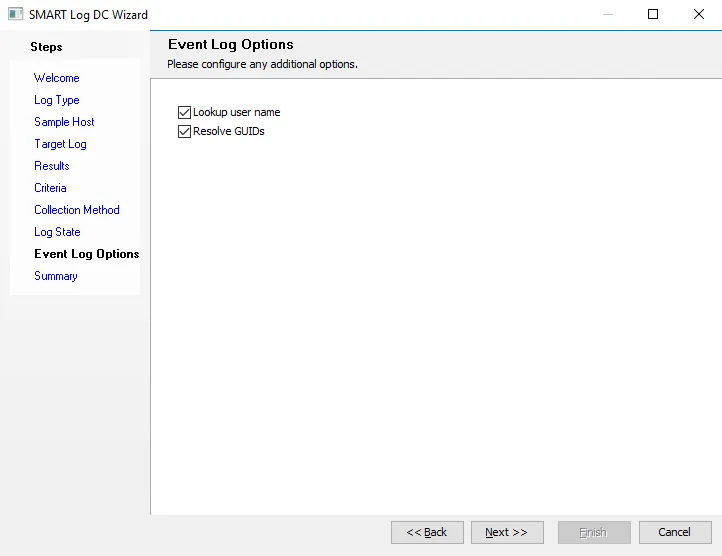 SMART Log DC Wizard
Steps
Welcome
Log Type
Sample Host
Target Log
Results
Criteria
Collection Method
Log State
Event Log Options
Summary
Event Log Options
Please configure any additional options.
Lookup user name
Resolve GUIDs
<< Back
Next >>
Finish
Cancel